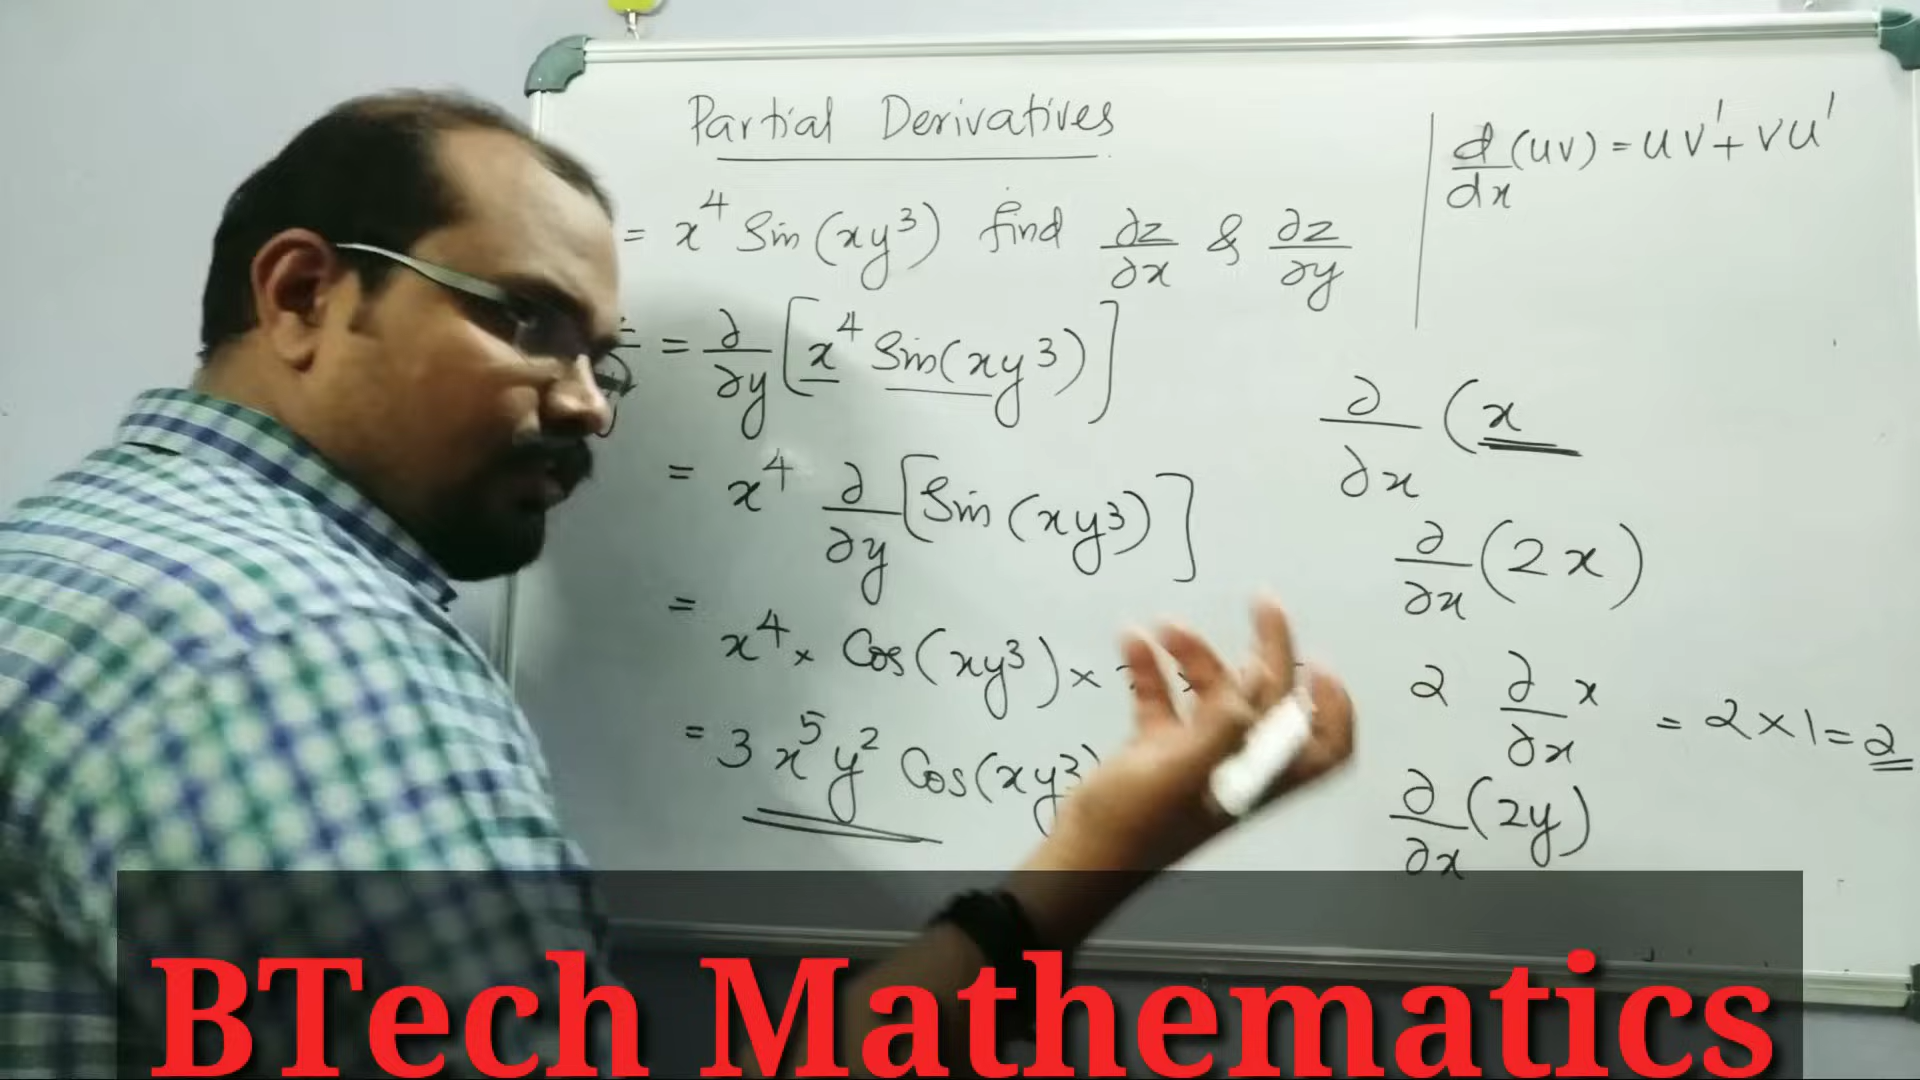 Partial Derivatives
= x⁴ Sin(xy³) find ∂z/∂x & ∂z/∂y
= ∂/∂y [x⁴ Sin(xy³)]
= x⁴ ∂/∂y [Sin(xy³)]
= x⁴ × Cos(xy³) ×
= 3x⁵y² Cos(xy³)
d/dx (uv) = uv' + vu'
∂/∂x (x
∂/∂x (2x)
2 ∂/∂x x = 2×1 = 2
∂/∂x (2y)
BTech Mathematics